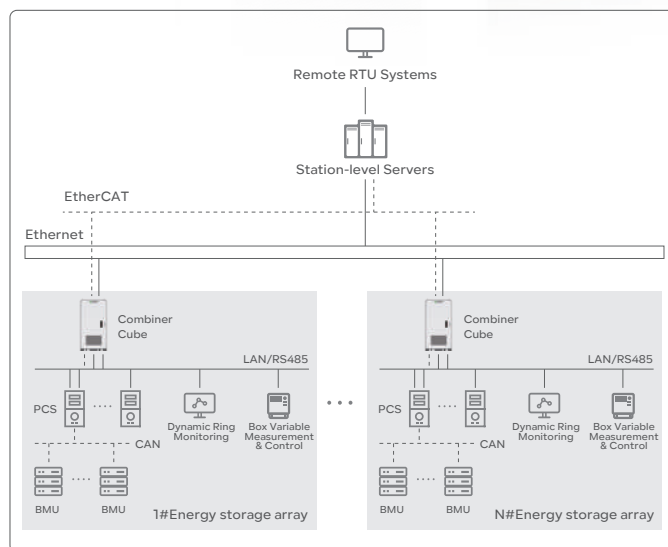 Remote RTU Systems
Station-level Servers
EtherCAT
Ethernet
Combiner
Cube
LAN/RS485
PCS
Dynamic Ring
Monitoring
Box Variable
Measurement
& Control
CAN
BMU
BMU
1#Energy storage array
Combiner
Cube
LAN/RS485
PCS
Dynamic Ring
Monitoring
Box Variable
Measurement
& Control
CAN
BMU
BMU
N#Energy storage array